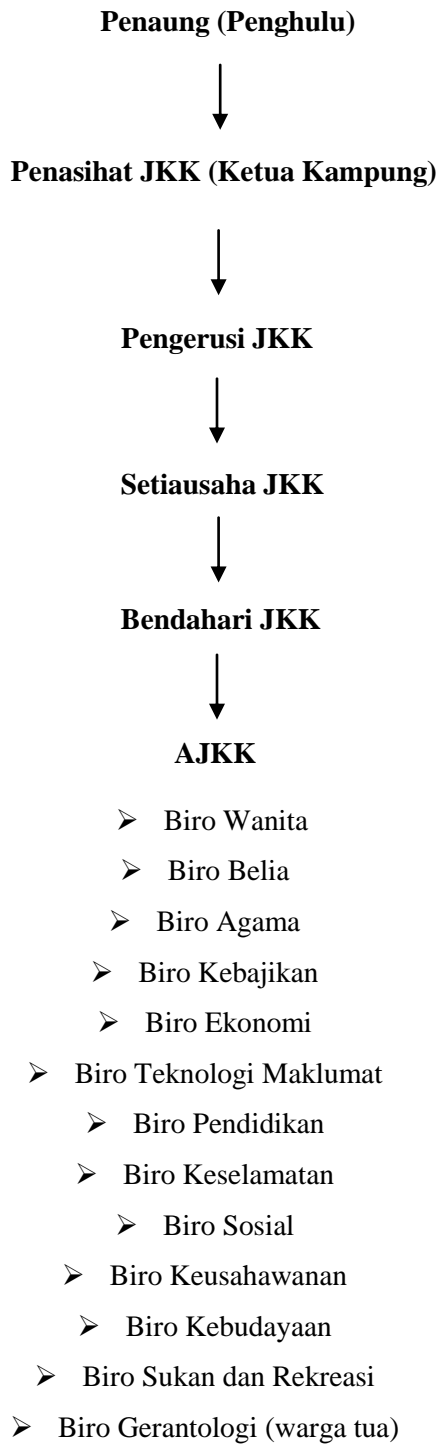 Penaung (Penghulu)
Penasihat JKK (Ketua Kampung)
Pengerusi JKK
Setiausaha JKK
Bendahari JKK
AJKK
➢ Biro Wanita
➢ Biro Belia
➢ Biro Agama
➢ Biro Kebajikan
➢ Biro Ekonomi
➢ Biro Teknologi Maklumat
➢ Biro Pendidikan
➢ Biro Keselamatan
➢ Biro Sosial
➢ Biro Keusahawanan
➢ Biro Kebudayaan
➢ Biro Sukan dan Rekreasi
➢ Biro Gerantologi (warga tua)